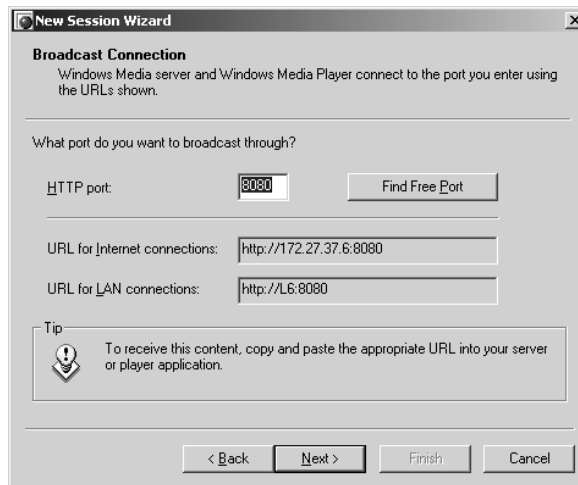 New Session Wizard
Broadcast Connection
Windows Media server and Windows Media Player connect to the port you enter using
the URLs shown.
What port do you want to broadcast through?
HTTP port: 8080 Find Free Port
URL for Internet connections: http://172.27.37.6:8080
URL for LAN connections: http://L6:8080
Tip
To receive this content, copy and paste the appropriate URL into your server
or player application.
< Back Next > Finish Cancel